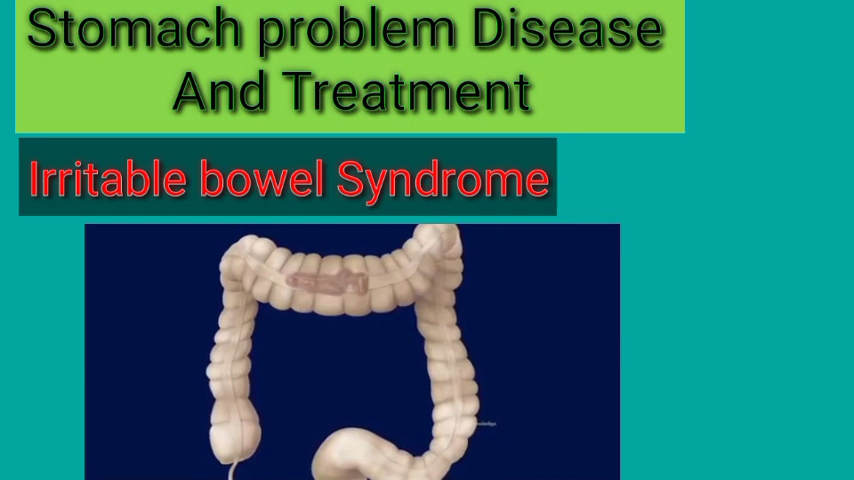 Stomach problem Disease
And Treatment
Irritable bowel Syndrome